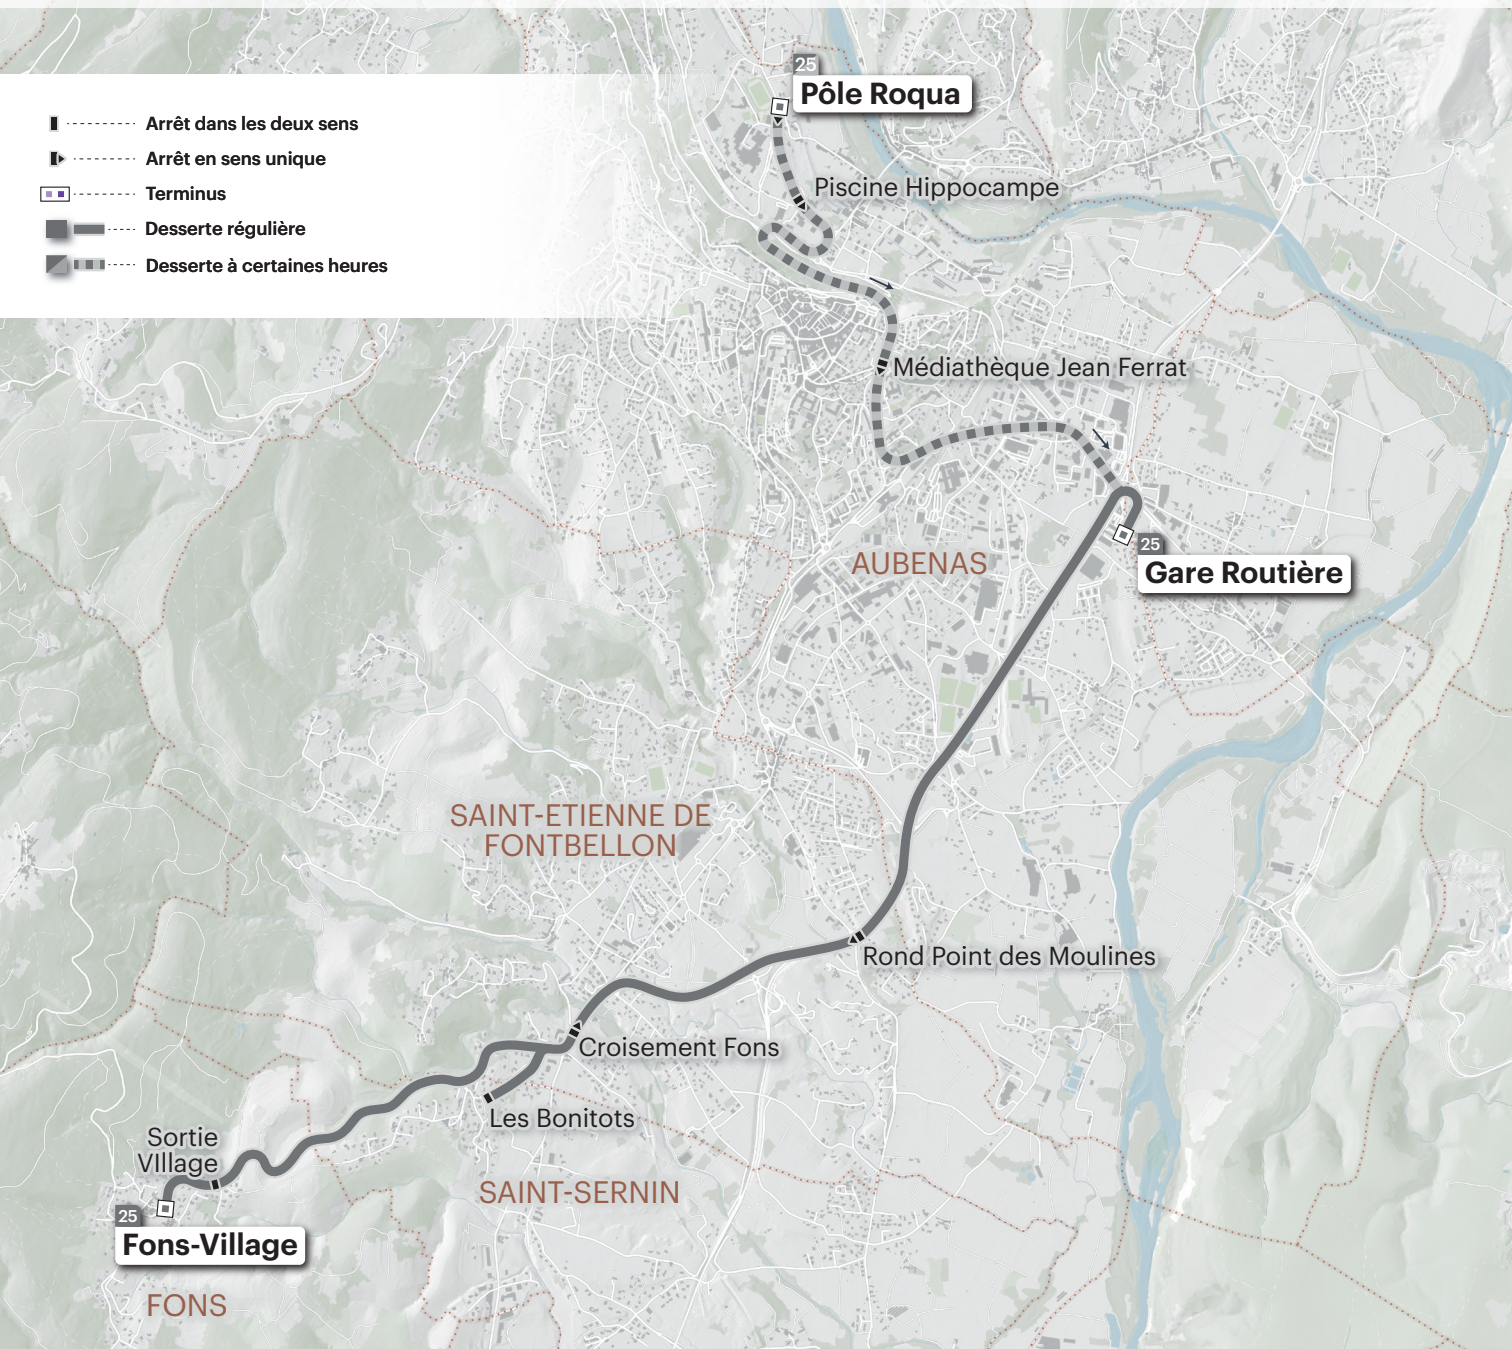 25
Pôle Roqua
Arrêt dans les deux sens
Arrêt en sens unique
Terminus
Desserte régulière
Desserte à certaines heures
Piscine Hippocampe
Médiathèque Jean Ferrat
AUBENAS
25
Gare Routière
SAINT-ETIENNE DE
FONTBELLON
Rond Point des Moulines
Croisement Fons
Les Bonitots
Sortie
VIllage
SAINT-SERNIN
25
Fons-Village
FONS